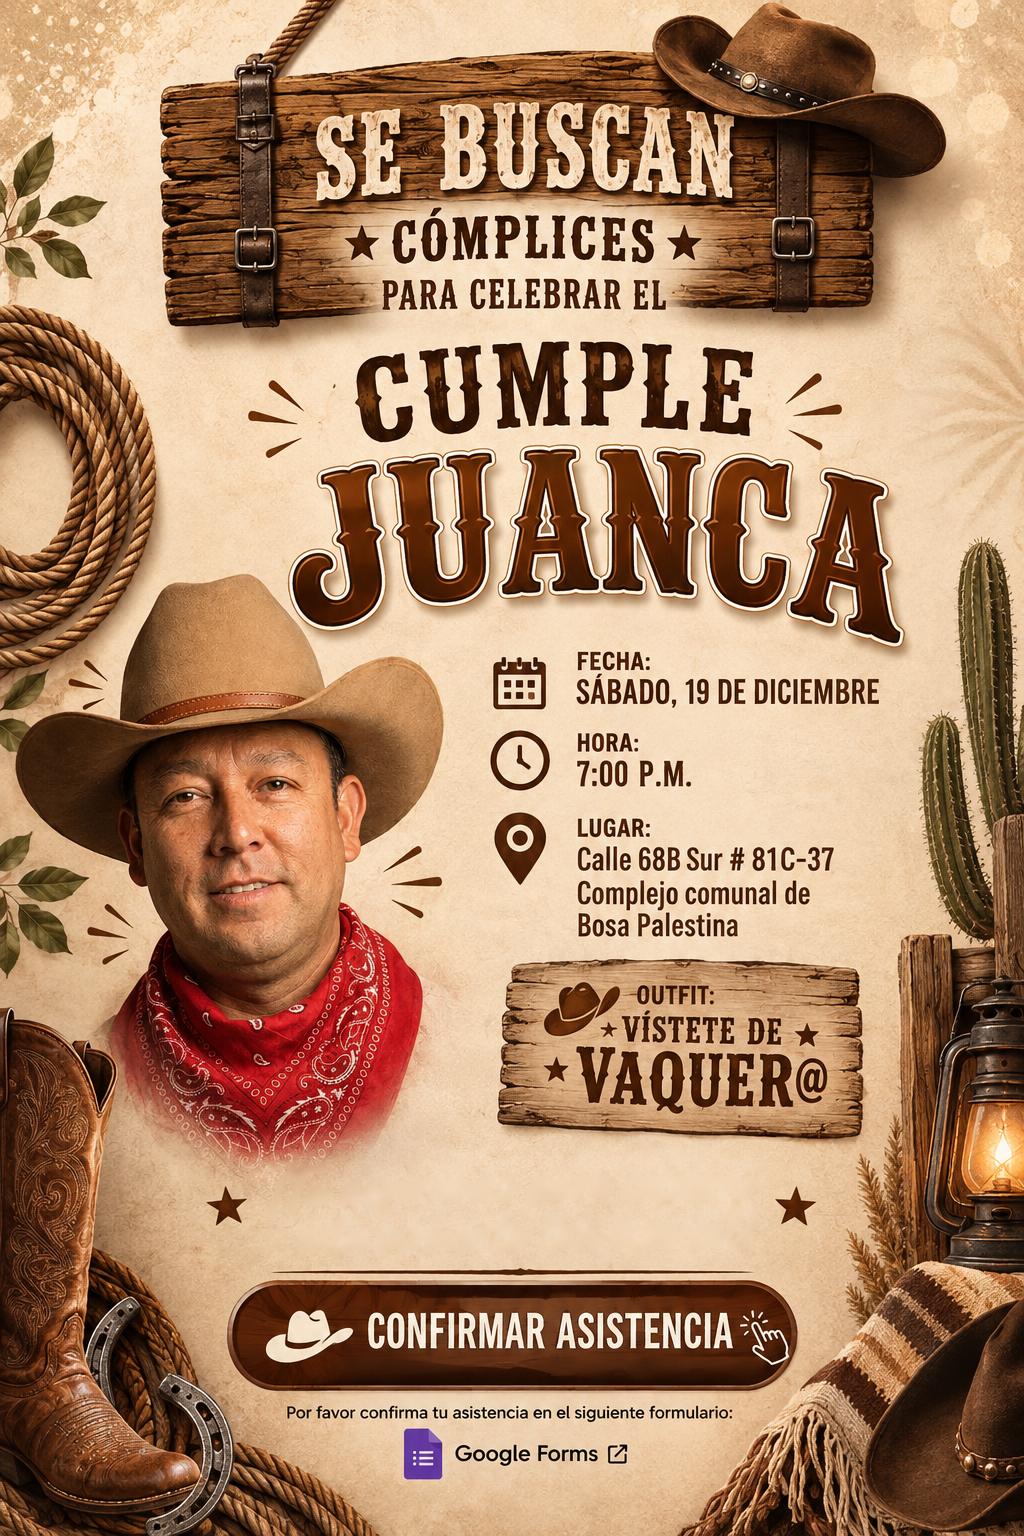 SE BUSCAN
CÓMPLICES
PARA CELEBRAR EL
CUMPLE
JUANCA
FECHA:
SÁBADO, 19 DE DICIEMBRE
HORA:
7:00 P.M.
LUGAR:
Calle 68B Sur # 81C-37
Complejo comunal de
Bosa Palestina
OUTFIT:
VÍSTETE DE
VAQUER@
CONFIRMAR ASISTENCIA
Por favor confirma tu asistencia en el siguiente formulario:
Google Forms